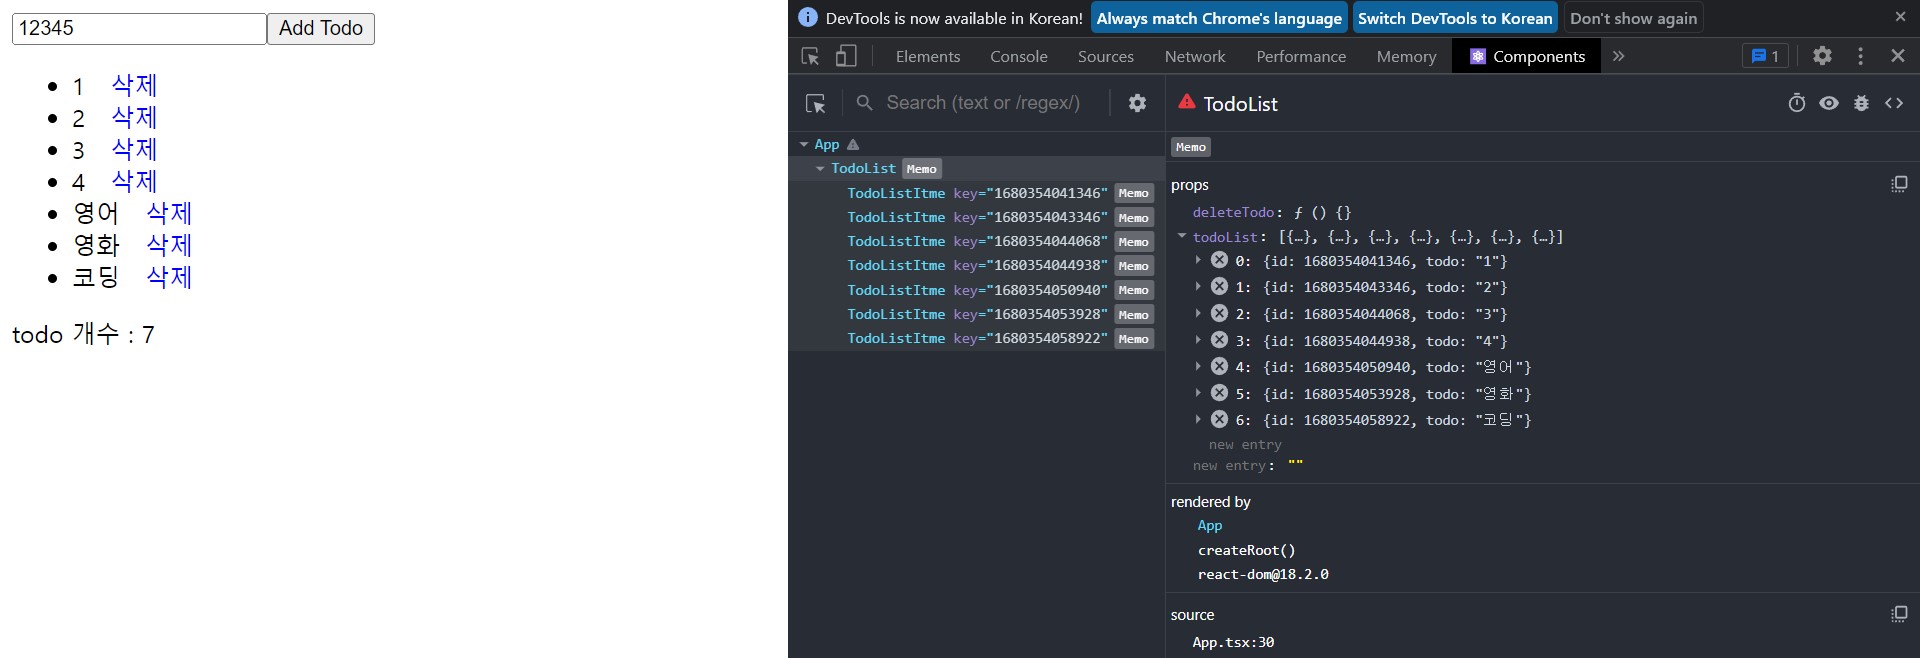 12345 Add Todo
1 삭제
2 삭제
3 삭제
4 삭제
영어 삭제
영화 삭제
코딩 삭제
todo 개수 : 7
DevTools is now available in Korean! Always match Chrome's language Switch DevTools to Korean Don't show again
Elements Console Sources Network Performance Memory Components 1
Search (text or /regex/)
App
TodoList Memo
TodoListItme key="1680354041346" Memo
TodoListItme key="1680354043346" Memo
TodoListItme key="1680354044068" Memo
TodoListItme key="1680354044938" Memo
TodoListItme key="1680354050940" Memo
TodoListItme key="1680354053928" Memo
TodoListItme key="1680354058922" Memo
TodoList
Memo
props
deleteTodo: ƒ () {}
todoList: [{…}, {…}, {…}, {…}, {…}, {…}, {…}]
0: {id: 1680354041346, todo: "1"}
1: {id: 1680354043346, todo: "2"}
2: {id: 1680354044068, todo: "3"}
3: {id: 1680354044938, todo: "4"}
4: {id: 1680354050940, todo: "영어"}
5: {id: 1680354053928, todo: "영화"}
6: {id: 1680354058922, todo: "코딩"}
new entry
new entry: ""
rendered by
App
createRoot()
react-dom@18.2.0
source
App.tsx:30